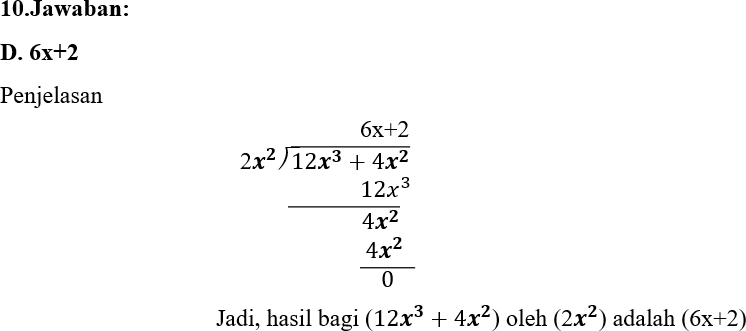 10.Jawaban:
D. 6x+2
Penjelasan
6x+2
2x² ) 12x³ + 4x²
12x³
4x²
4x²
0
Jadi, hasil bagi (12x³ + 4x²) oleh (2x²) adalah (6x+2)